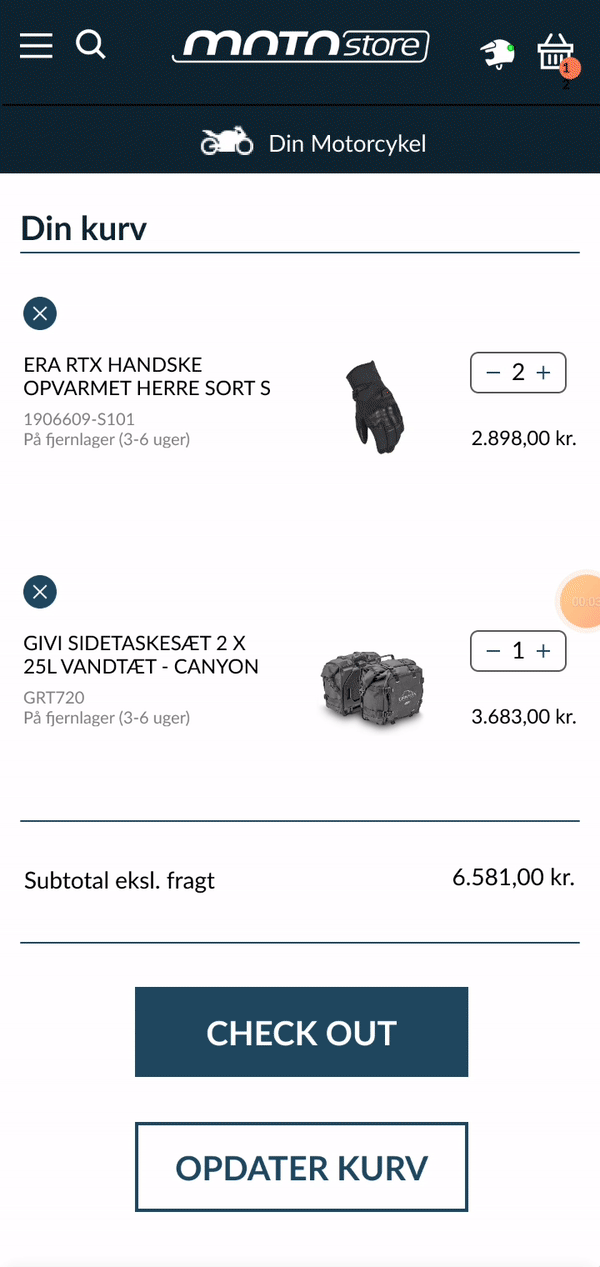 MOTOstore
1
2
Din Motorcykel
Din kurv
ERA RTX HANDSKE
OPVARMET HERRE SORT S
1906609-S101
På fjernlager (3-6 uger)
− 2 +
2.898,00 kr.
GIVI SIDETASKESÆT 2 X
25L VANDTÆT - CANYON
GRT720
På fjernlager (3-6 uger)
− 1 +
3.683,00 kr.
00:03
Subtotal eksl. fragt
6.581,00 kr.
CHECK OUT
OPDATER KURV